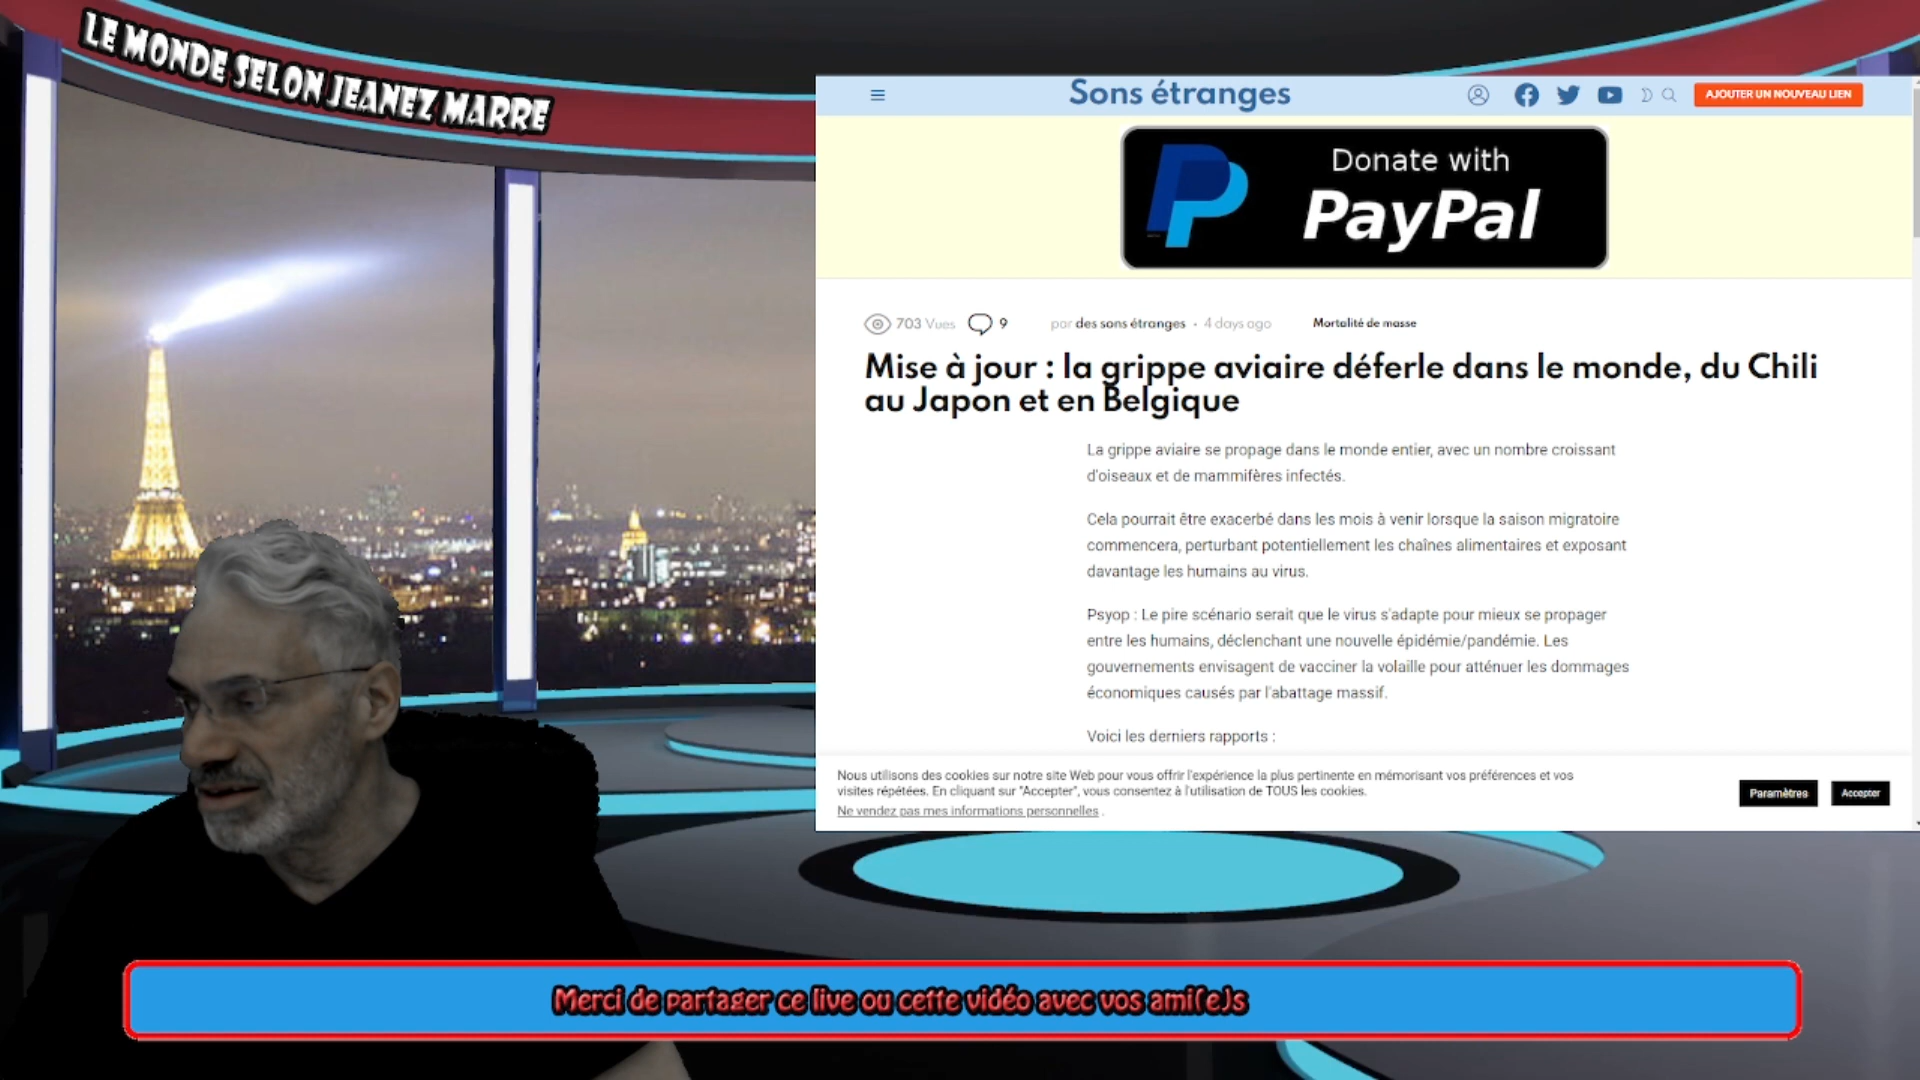 LE MONDE SELON JEANEZ MARRE
Sons étranges
AJOUTER UN NOUVEAU LIEN
Donate with
PayPal
703 Vues 9 par des sons étranges • 4 days ago Mortalité de masse
Mise à jour : la grippe aviaire déferle dans le monde, du Chili
au Japon et en Belgique
La grippe aviaire se propage dans le monde entier, avec un nombre croissant
d'oiseaux et de mammifères infectés.
Cela pourrait être exacerbé dans les mois à venir lorsque la saison migratoire
commencera, perturbant potentiellement les chaînes alimentaires et exposant
davantage les humains au virus.
Psyop : Le pire scénario serait que le virus s'adapte pour mieux se propager
entre les humains, déclenchant une nouvelle épidémie/pandémie. Les
gouvernements envisagent de vacciner la volaille pour atténuer les dommages
économiques causés par l'abattage massif.
Voici les derniers rapports :
Nous utilisons des cookies sur notre site Web pour vous offrir l'expérience la plus pertinente en mémorisant vos préférences et vos
visites répétées. En cliquant sur "Accepter", vous consentez à l'utilisation de TOUS les cookies.
Ne vendez pas mes informations personnelles .
Paramètres
Accepter
Merci de partager ce live ou cette vidéo avec vos ami(e)s